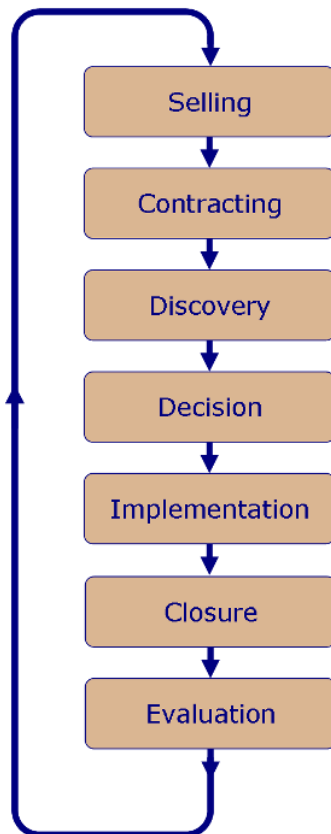 Selling
Contracting
Discovery
Decision
Implementation
Closure
Evaluation